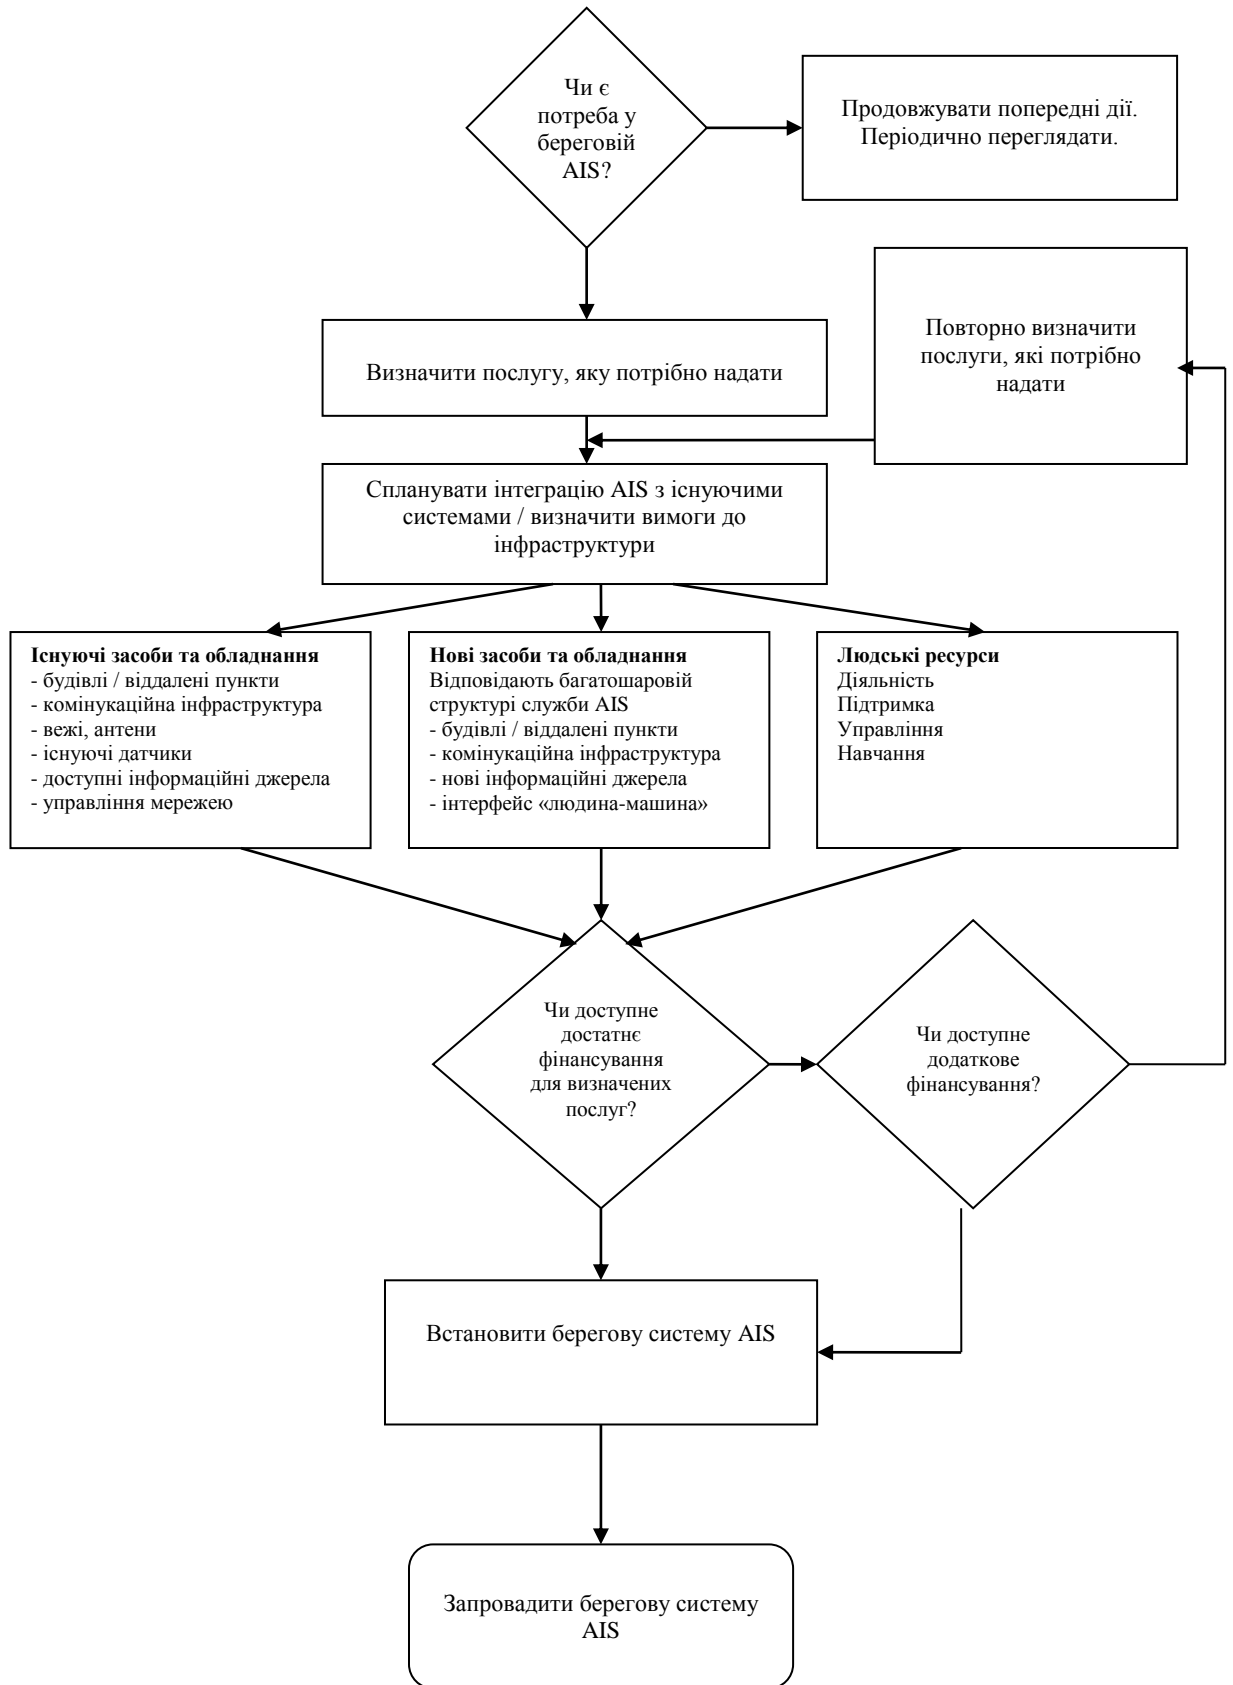 Чи є
потреба у
береговій
AIS?
Продовжувати попередні дії.
Періодично переглядати.
Повторно визначити
послуги, які потрібно
надати
Визначити послугу, яку потрібно надати
Спланувати інтеграцію AIS з існуючими
системами / визначити вимоги до
інфраструктури
Існуючі засоби та обладнання
- будівлі / віддалені пункти
- комінукаційна інфраструктура
- вежі, антени
- існуючі датчики
- доступні інформаційні джерела
- управління мережею
Нові засоби та обладнання
Відповідають багатошаровій
структурі служби AIS
- будівлі / віддалені пункти
- комінукаційна інфраструктура
- нові інформаційні джерела
- інтерфейс «людина-машина»
Людські ресурси
Діяльність
Підтримка
Управління
Навчання
Чи доступне
достатнє
фінансування
для визначених
послуг?
Чи доступне
додаткове
фінансування?
Встановити берегову систему AIS
Запровадити берегову систему
AIS